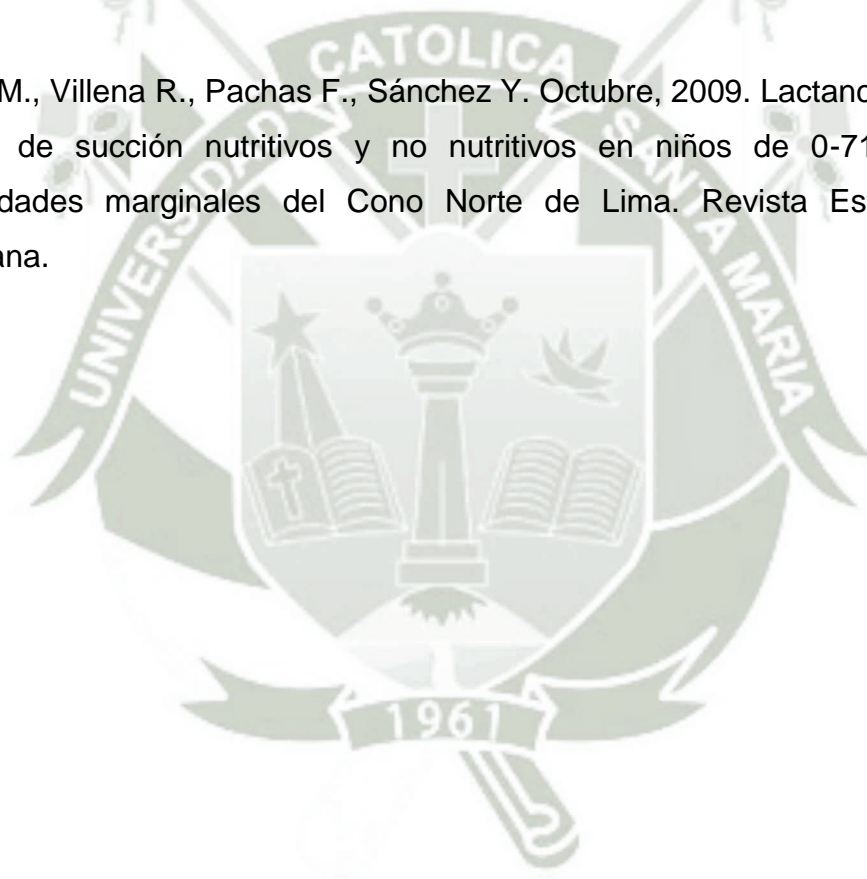 M., Villena R., Pachas F., Sánchez Y. Octubre, 2009. Lactanc
de succión nutritivos y no nutritivos en niños de 0-71
dades marginales del Cono Norte de Lima. Revista Es
ana.
UNIVERSIDAD CATOLICA SANTA MARIA
1961